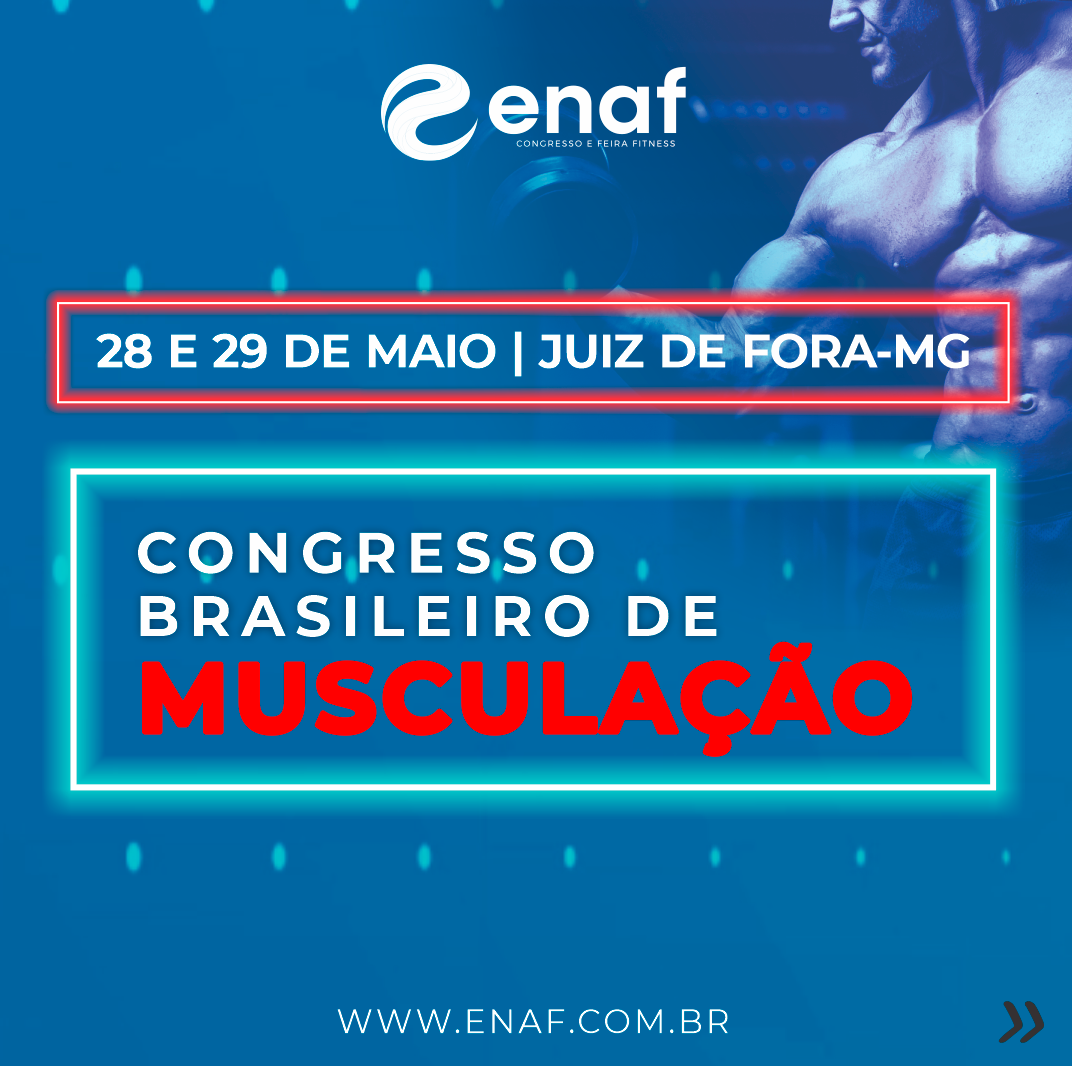 enaf
CONGRESSO E FEIRA FITNESS
28 E 29 DE MAIO | JUIZ DE FORA-MG
CONGRESSO
BRASILEIRO DE
MUSCULAÇÃO
WWW.ENAF.COM.BR